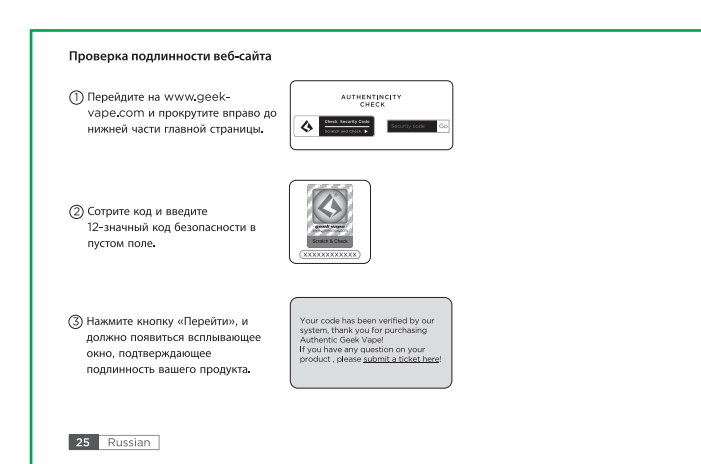 Проверка подлинности веб-сайта
① Перейдите на www.geek-
vape.com и прокрутите вправо до
нижней части главной страницы.
AUTHENTINCITY
CHECK
Check Security Code
Scratch and Check ▶
Security code
Go
② Сотрите код и введите
12-значный код безопасности в
пустом поле.
Scratch & Check
XXXXXXXXXXXX
③ Нажмите кнопку «Перейти», и
должно появиться всплывающее
окно, подтверждающее
подлинность вашего продукта.
Your code has been verified by our
system, thank you for purchasing
Authentic Geek Vape!
If you have any question on your
product , please submit a ticket here!
25 Russian